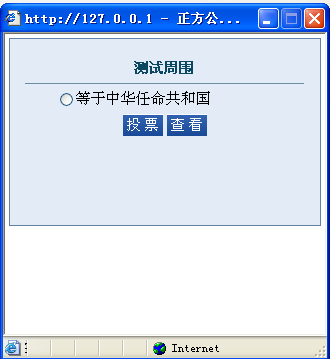 http://127.0.0.1 - 正方公...
测试周围
等于中华任命共和国
投票 查看
Internet